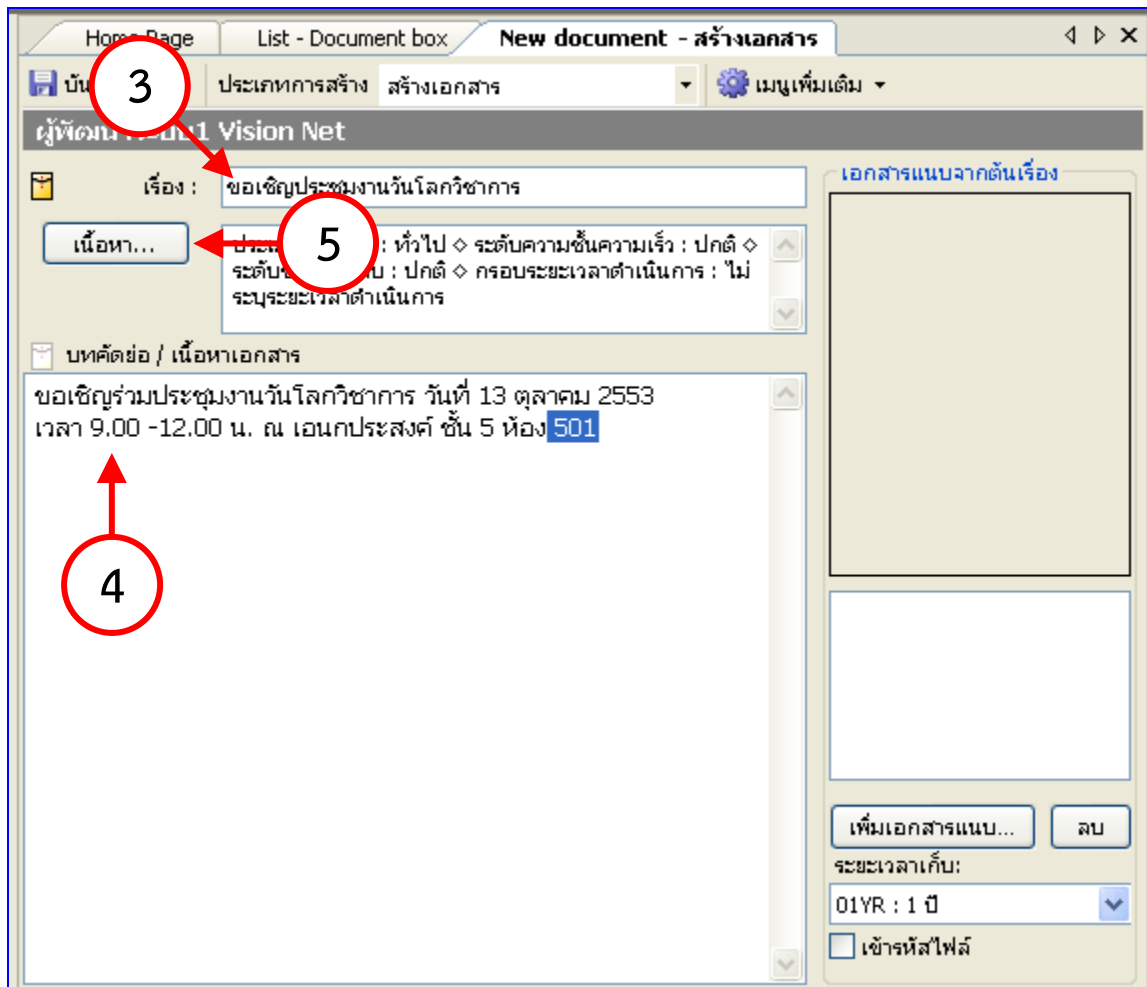 Home Page List - Document box New document - สร้างเอกสาร
3 ประเภทการสร้าง สร้างเอกสาร เมนูเพิ่มเติม
Vision Net
เรื่อง : ขอเชิญประชุมงานวันโลกวิชาการ เอกสารแนบจากต้นเรื่อง
เนื้อหา... 5 : ทั่วไป ◇ ระดับความชั้นความเร็ว : ปกติ ◇
: ปกติ ◇ กรอบระยะเวลาดำเนินการ : ไม่
ระบุระยะเวลาดำเนินการ
บทคัดย่อ / เนื้อหาเอกสาร
ขอเชิญร่วมประชุมงานวันโลกวิชาการ วันที่ 13 ตุลาคม 2553
เวลา 9.00 -12.00 น. ณ เอนกประสงค์ ชั้น 5 ห้อง 501
4
เพิ่มเอกสารแนบ... ลบ
ระยะเวลาเก็บ:
01YR : 1 ปี
เข้ารหัสไฟล์